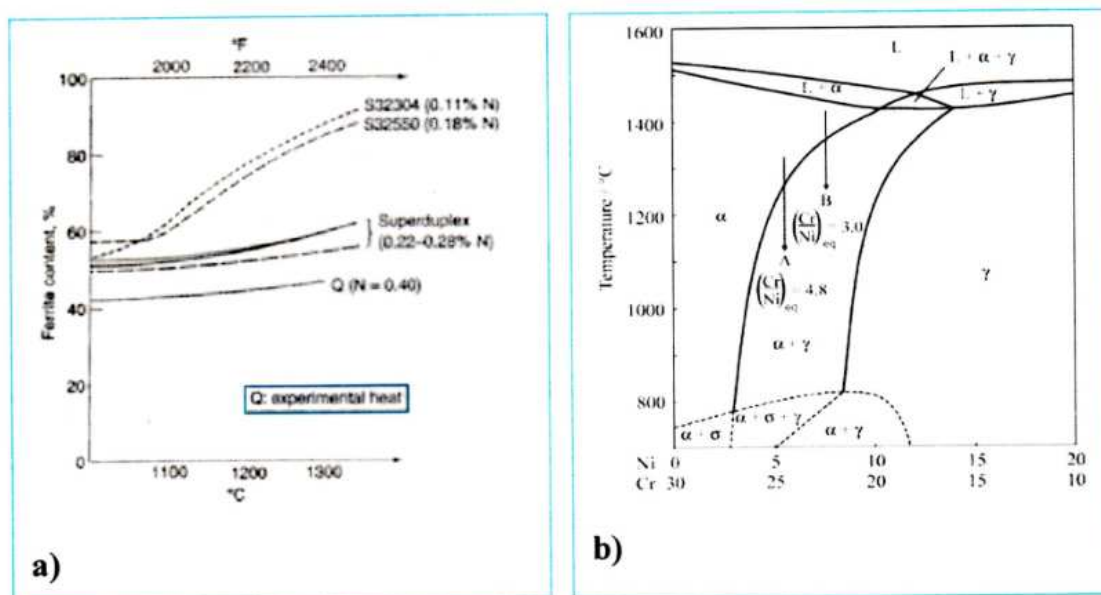 °F
2000 2200 2400
100
80
60
40
20
0
Ferrite content, %
S32304 (0.11% N)
S32550 (0.18% N)
Superduplex
(0.22–0.28% N)
Q (N = 0.40)
Q: experimental heat
1100 1200 1300
°C
a)
1600
1400
1200
1000
800
Temperature °C
L
L + α + γ
L + α
L + γ
α
B
(Cr/Ni)eq = 3.0
A
(Cr/Ni)eq = 4.8
γ
α + γ
α + σ + γ
α + σ
α + γ
Ni 0 5 10 15 20
Cr 30 25 20 15 10
b)